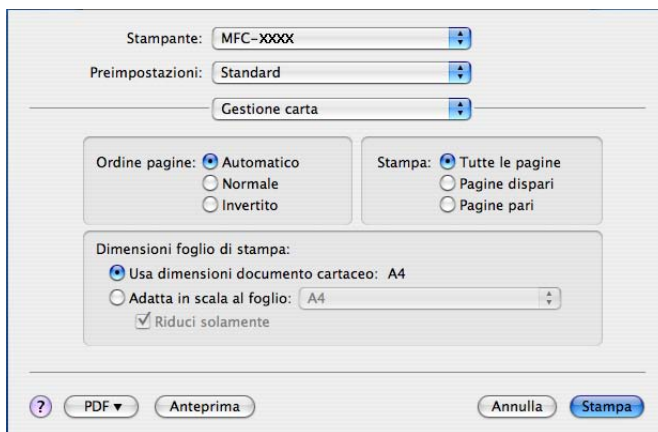 Stampante: MFC-XXXX
Preimpostazioni: Standard
Gestione carta
Ordine pagine: Automatico
Normale
Invertito
Stampa: Tutte le pagine
Pagine dispari
Pagine pari
Dimensioni foglio di stampa:
Usa dimensioni documento cartaceo: A4
Adatta in scala al foglio: A4
Riduci solamente
? PDF Anteprima Annulla Stampa